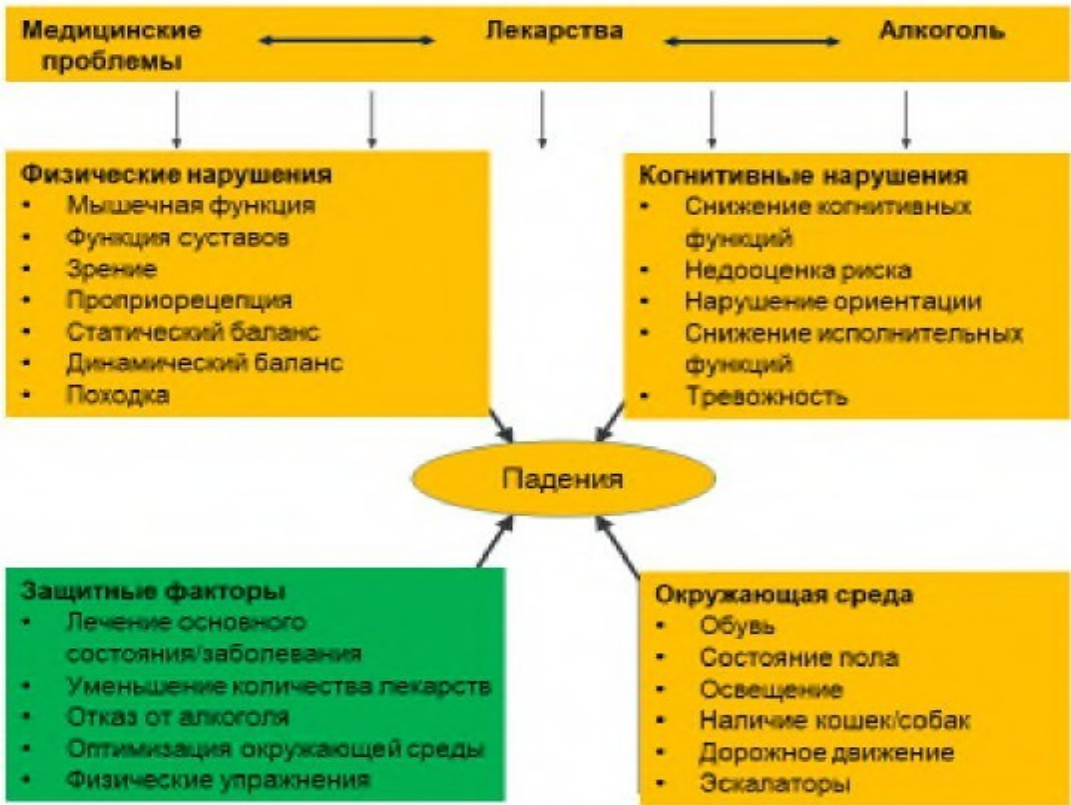 Медицинские проблемы
Лекарства
Алкоголь
Физические нарушения
• Мышечная функция
• Функция суставов
• Зрение
• Проприорецепция
• Статический баланс
• Динамический баланс
• Походка
Когнитивные нарушения
• Снижение когнитивных
функций
• Недооценка риска
• Нарушение ориентации
• Снижение исполнительных
функций
• Тревожность
Падения
Защитные факторы
• Лечение основного
состояния/заболевания
• Уменьшение количества лекарств
• Отказ от алкоголя
• Оптимизация окружающей среды
• Физические упражнения
Окружающая среда
• Обувь
• Состояние пола
• Освещение
• Наличие кошек/собак
• Дорожное движение
• Эскалаторы